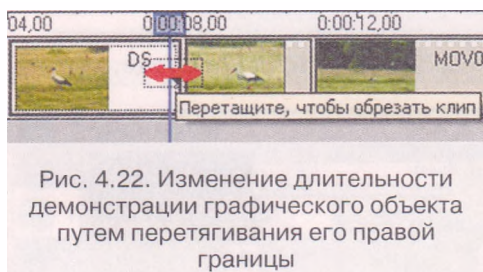 04,00 0:00:08,00 0:00:12,00
DS MOV0
Перетащите, чтобы обрезать клип
Рис. 4.22. Изменение длительности
демонстрации графического объекта
путем перетягивания его правой
границы